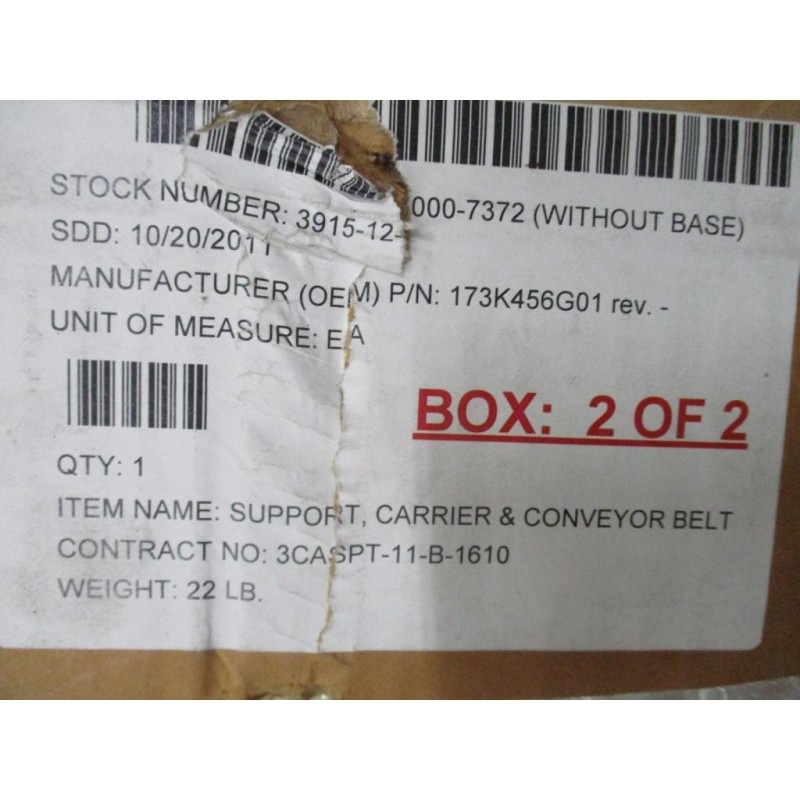 STOCK NUMBER: 3915-12- 000-7372 (WITHOUT BASE)
SDD: 10/20/2011
MANUFACTURER (OEM) P/N: 173K456G01 rev. -
UNIT OF MEASURE: EA
BOX: 2 OF 2
QTY: 1
ITEM NAME: SUPPORT, CARRIER & CONVEYOR BELT
CONTRACT NO: 3CASPT-11-B-1610
WEIGHT: 22 LB.